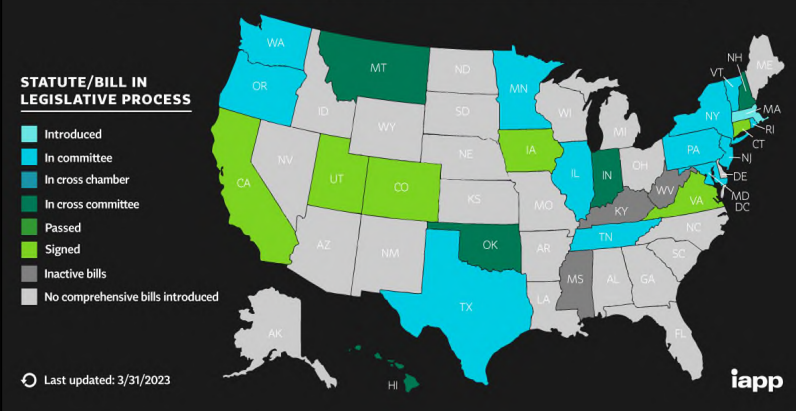 STATUTE/BILL IN
LEGISLATIVE PROCESS
Introduced
In committee
In cross chamber
In cross committee
Passed
Signed
Inactive bills
No comprehensive bills introduced
Last updated: 3/31/2023
WA
OR
CA
ID
NV
MT
WY
UT
AZ
CO
NM
ND
SD
NE
KS
OK
TX
MN
IA
MO
AR
LA
WI
IL
MI
IN
OH
KY
TN
MS
AL
GA
FL
SC
NC
VA
WV
PA
NY
VT
NH
ME
MA
RI
CT
NJ
DE
MD
DC
AK
HI
iapp